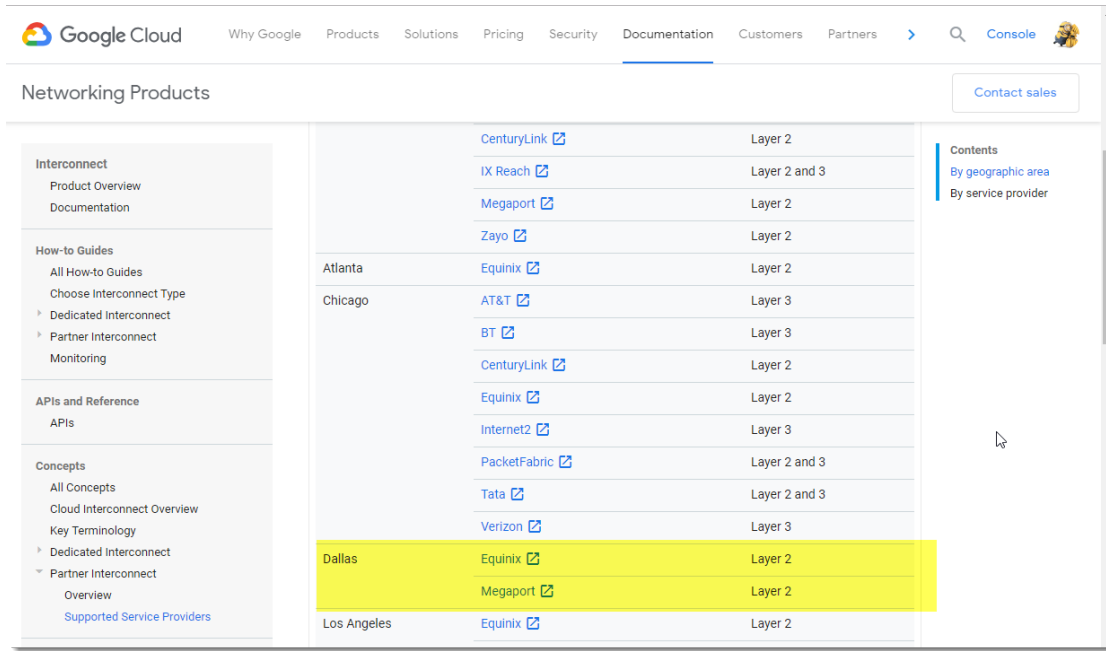 Google Cloud
Why Google Products Solutions Pricing Security Documentation Customers Partners Console
Networking Products
Contact sales
Interconnect
Product Overview
Documentation
How-to Guides
All How-to Guides
Choose Interconnect Type
Dedicated Interconnect
Partner Interconnect
Monitoring
APIs and Reference
APIs
Concepts
All Concepts
Cloud Interconnect Overview
Key Terminology
Dedicated Interconnect
Partner Interconnect
Overview
Supported Service Providers
CenturyLink Layer 2
IX Reach Layer 2 and 3
Megaport Layer 2
Zayo Layer 2
Atlanta Equinix Layer 2
Chicago AT&T Layer 3
BT Layer 3
CenturyLink Layer 2
Equinix Layer 2
Internet2 Layer 3
PacketFabric Layer 2 and 3
Tata Layer 2 and 3
Verizon Layer 3
Dallas Equinix Layer 2
Megaport Layer 2
Los Angeles Equinix Layer 2
Contents
By geographic area
By service provider